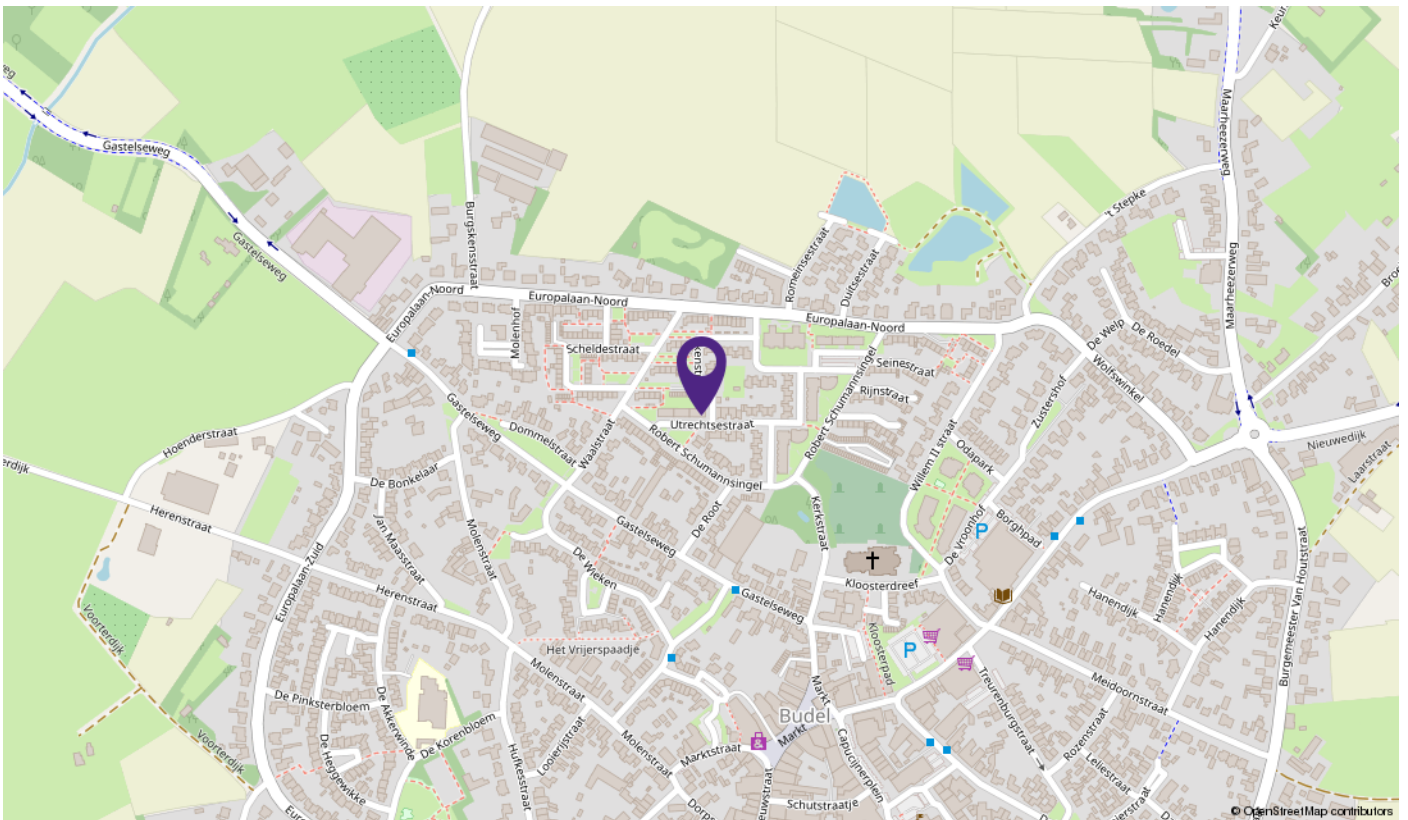 Gastelseweg
Gastelseweg
Burgskensstraat
Maarheezerweg
Maarheezerweg
't Stepke
Romeinsestraat
Duitsestraat
Europalaan-Noord
Europalaan-Noord
Europalaan-Noord
Molenhof
Scheldestraat
Seinestraat
Rijnstraat
De Welp
De Roedel
Wolfswinkel
Zustershof
Utrechtsestraat
Robert Schumannsingel
Robert Schumannsingel
Willem II straat
Odapark
Nieuwedijk
Laarstraat
Hoenderstraat
Gastelseweg
Dommelstraat
Waalstraat
De Bonkelaar
Herenstraat
Jan Maasstraat
Molenstraat
Gastelseweg
De Root
Kerkstraat
De Vroonhof
P
Borghpad
Europalaan-Zuid
Herenstraat
De Wieken
Gastelseweg
Kloosterdreef
Hanendijk
Hanendijk
Hanendijk
Burgemeester Van Houtstraat
Voorterdijk
Voorterdijk
Het Vrijerspaadje
Molenstraat
Kloosterpad
P
Markt
Treurenburgstraat
Meidoornstraat
De Pinksterbloem
De Akkerwinde
De Korenbloem
De Heggewikke
Hufkesstraat
Looierijstraat
Molenstraat
Marktstraat
Markt
Budel
Capucijnerplein
Rozenstraat
Leliestraat
Schutstraatje
© OpenStreetMap contributors